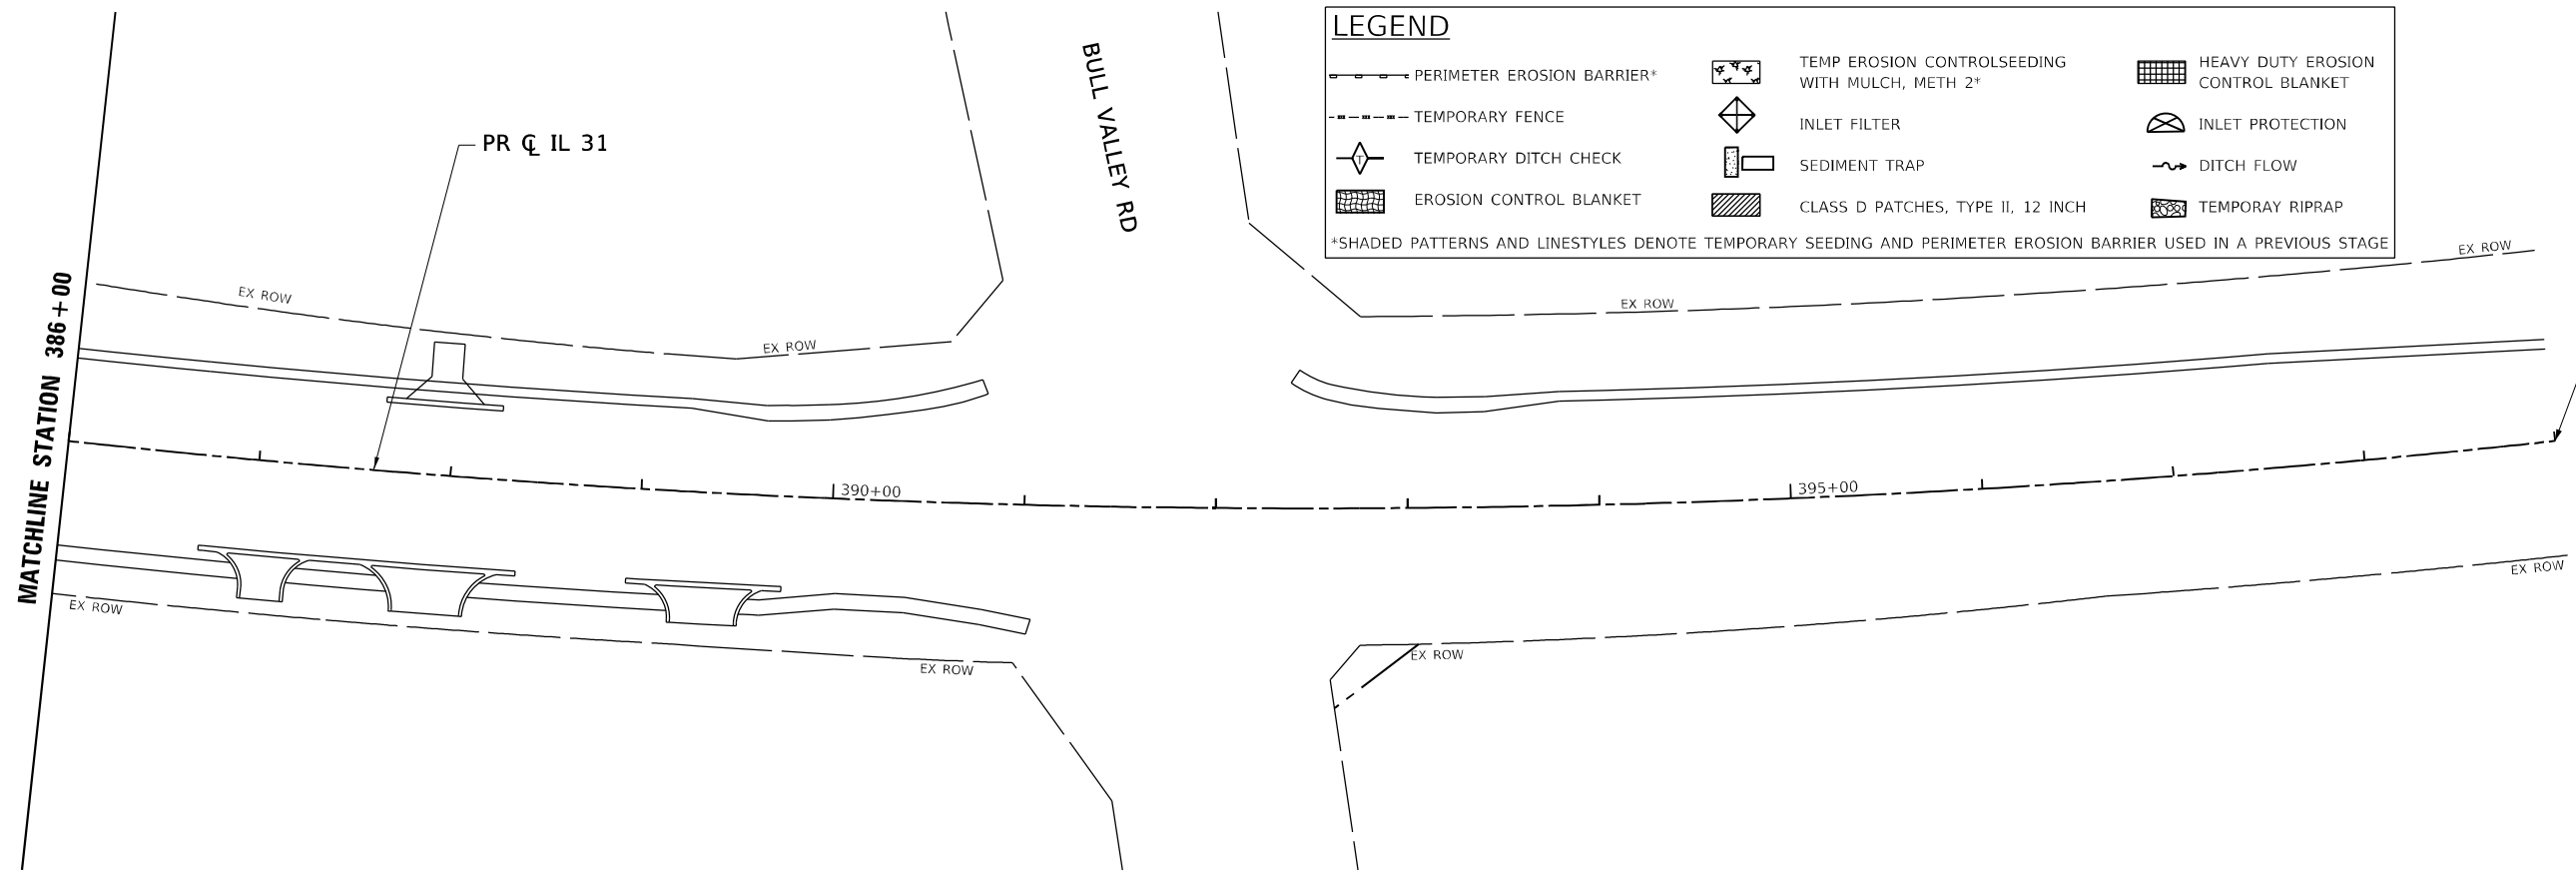 LEGEND
PERIMETER EROSION BARRIER*
TEMPORARY FENCE
T
TEMPORARY DITCH CHECK
EROSION CONTROL BLANKET
TEMP EROSION CONTROLSEEDING
WITH MULCH, METH 2*
INLET FILTER
SEDIMENT TRAP
CLASS D PATCHES, TYPE II, 12 INCH
HEAVY DUTY EROSION
CONTROL BLANKET
INLET PROTECTION
DITCH FLOW
TEMPORAY RIPRAP
*SHADED PATTERNS AND LINESTYLES DENOTE TEMPORARY SEEDING AND PERIMETER EROSION BARRIER USED IN A PREVIOUS STAGE
BULL VALLEY RD
PR ℄ IL 31
MATCHLINE STATION 386+00
EX ROW
EX ROW
EX ROW
EX ROW
390+00
395+00
EX ROW
EX ROW
EX ROW
EX ROW